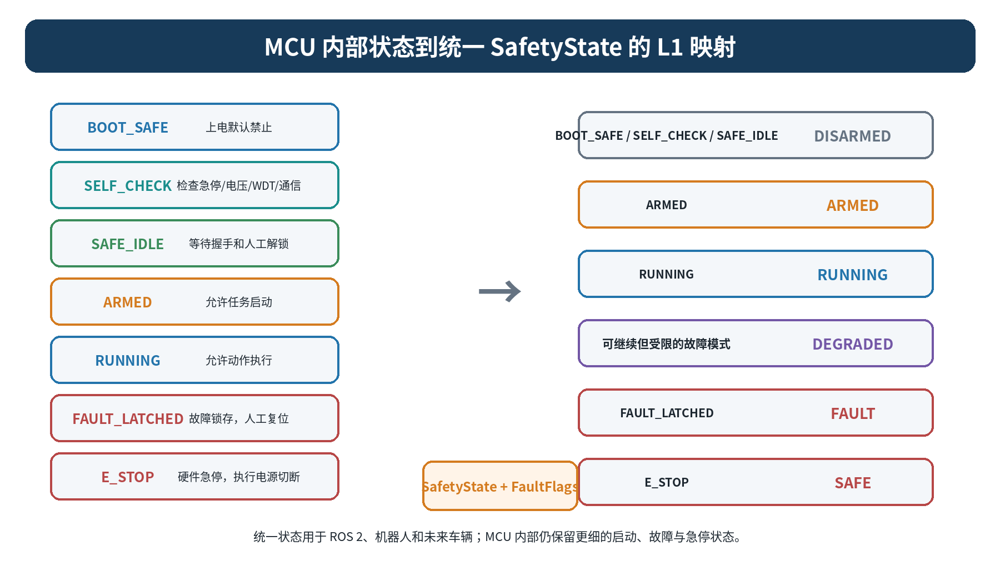 MCU 内部状态到统一 SafetyState 的 L1 映射
BOOT_SAFE 上电默认禁止
SELF_CHECK 检查急停/电压/WDT/通信
SAFE_IDLE 等待握手和人工解锁
ARMED 允许任务启动
RUNNING 允许动作执行
FAULT_LATCHED 故障锁存，人工复位
E_STOP 硬件急停，执行电源切断
→
BOOT_SAFE / SELF_CHECK / SAFE_IDLE DISARMED
ARMED ARMED
RUNNING RUNNING
可继续但受限的故障模式 DEGRADED
FAULT_LATCHED FAULT
E_STOP SAFE
SafetyState + FaultFlags
统一状态用于 ROS 2、机器人和未来车辆；MCU 内部仍保留更细的启动、故障与急停状态。